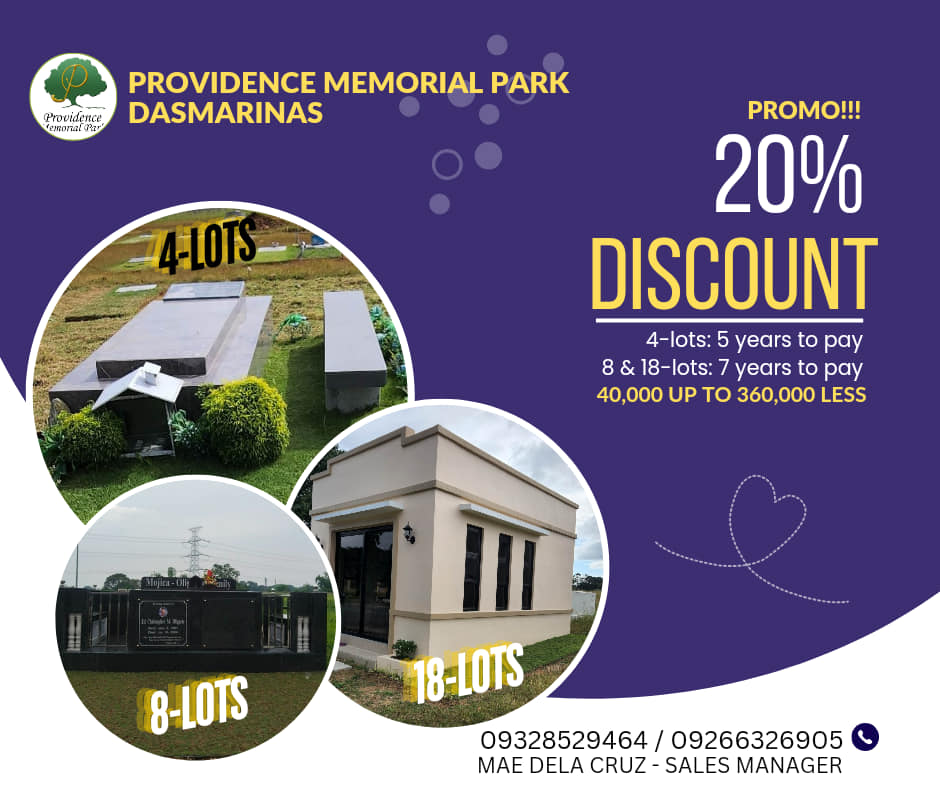 Providence
Memorial Park
PROVIDENCE MEMORIAL PARK
DASMARINAS
PROMO!!!
20%
DISCOUNT
4-lots: 5 years to pay
8 & 18-lots: 7 years to pay
40,000 UP TO 360,000 LESS
4-LOTS
8-LOTS
18-LOTS
09328529464 / 09266326905
MAE DELA CRUZ - SALES MANAGER